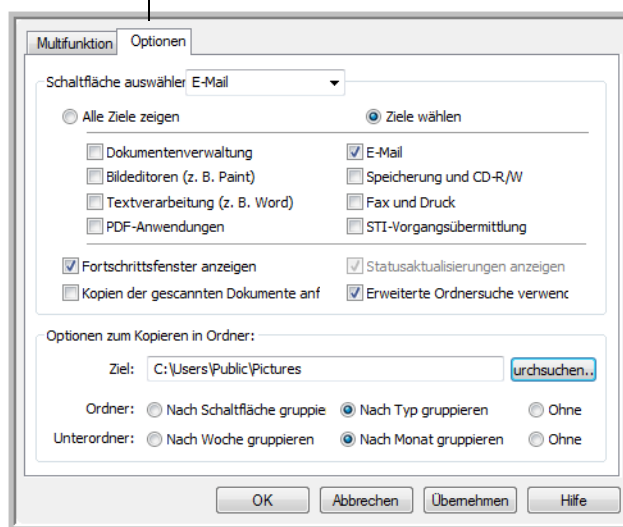 Multifunktion Optionen
Schaltfläche auswähler E-Mail
Alle Ziele zeigen Ziele wählen
Dokumentenverwaltung E-Mail
Bildeditoren (z. B. Paint) Speicherung und CD-R/W
Textverarbeitung (z. B. Word) Fax und Druck
PDF-Anwendungen STI-Vorgangsübermittlung
Fortschrittsfenster anzeigen Statusaktualisierungen anzeigen
Kopien der gescannten Dokumente anf Erweiterte Ordnersuche verwenc
Optionen zum Kopieren in Ordner:
Ziel: C:\Users\Public\Pictures urchsuchen..
Ordner: Nach Schaltfläche gruppie Nach Typ gruppieren Ohne
Unterordner: Nach Woche gruppieren Nach Monat gruppieren Ohne
OK Abbrechen Übernehmen Hilfe